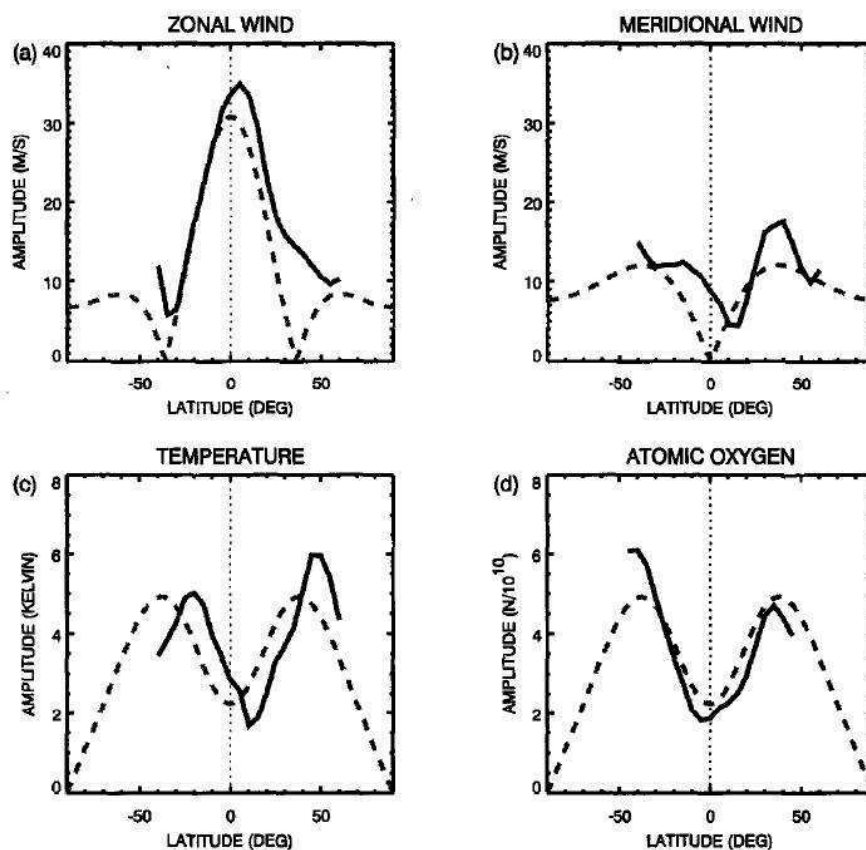 ZONAL WIND
(a)
40
30
20
10
0
AMPLITUDE (M/S)
-50 0 50
LATITUDE (DEG)
MERIDIONAL WIND
(b)
40
30
20
10
0
AMPLITUDE (M/S)
-50 0 50
LATITUDE (DEG)
TEMPERATURE
(c)
8
6
4
2
0
AMPLITUDE (KELVIN)
-50 0 50
LATITUDE (DEG)
ATOMIC OXYGEN
(d)
8
6
4
2
0
AMPLITUDE (N/10^10)
-50 0 50
LATITUDE (DEG)